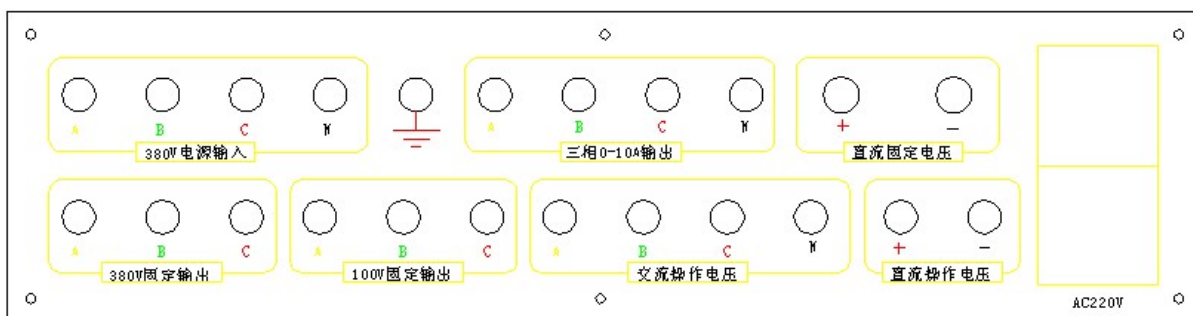 A B C N
380V电源输入
A B C N
三相0-10A输出
+ −
直流固定电压
A B C
380V固定输出
A B C
100V固定输出
A B C N
交流操作电压
+ −
直流操作电压
AC220V